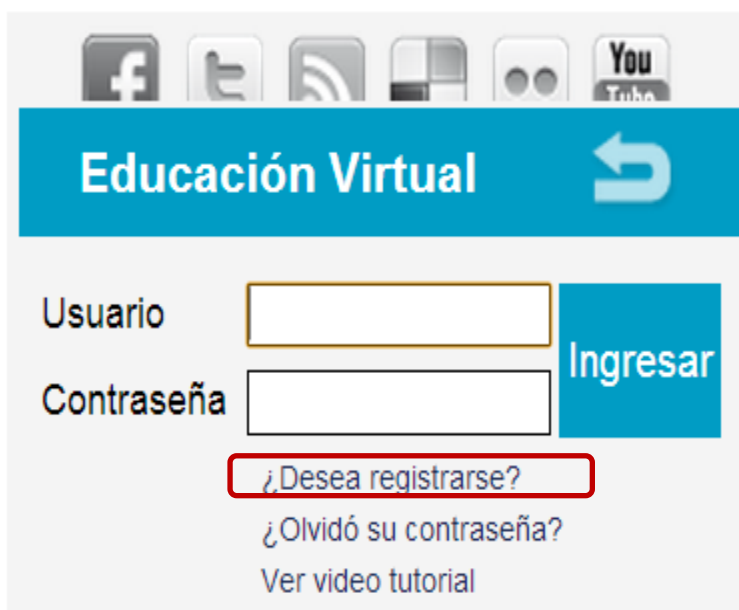 You
Tube
Educación Virtual
Usuario
Contraseña
Ingresar
¿Desea registrarse?
¿Olvidó su contraseña?
Ver video tutorial